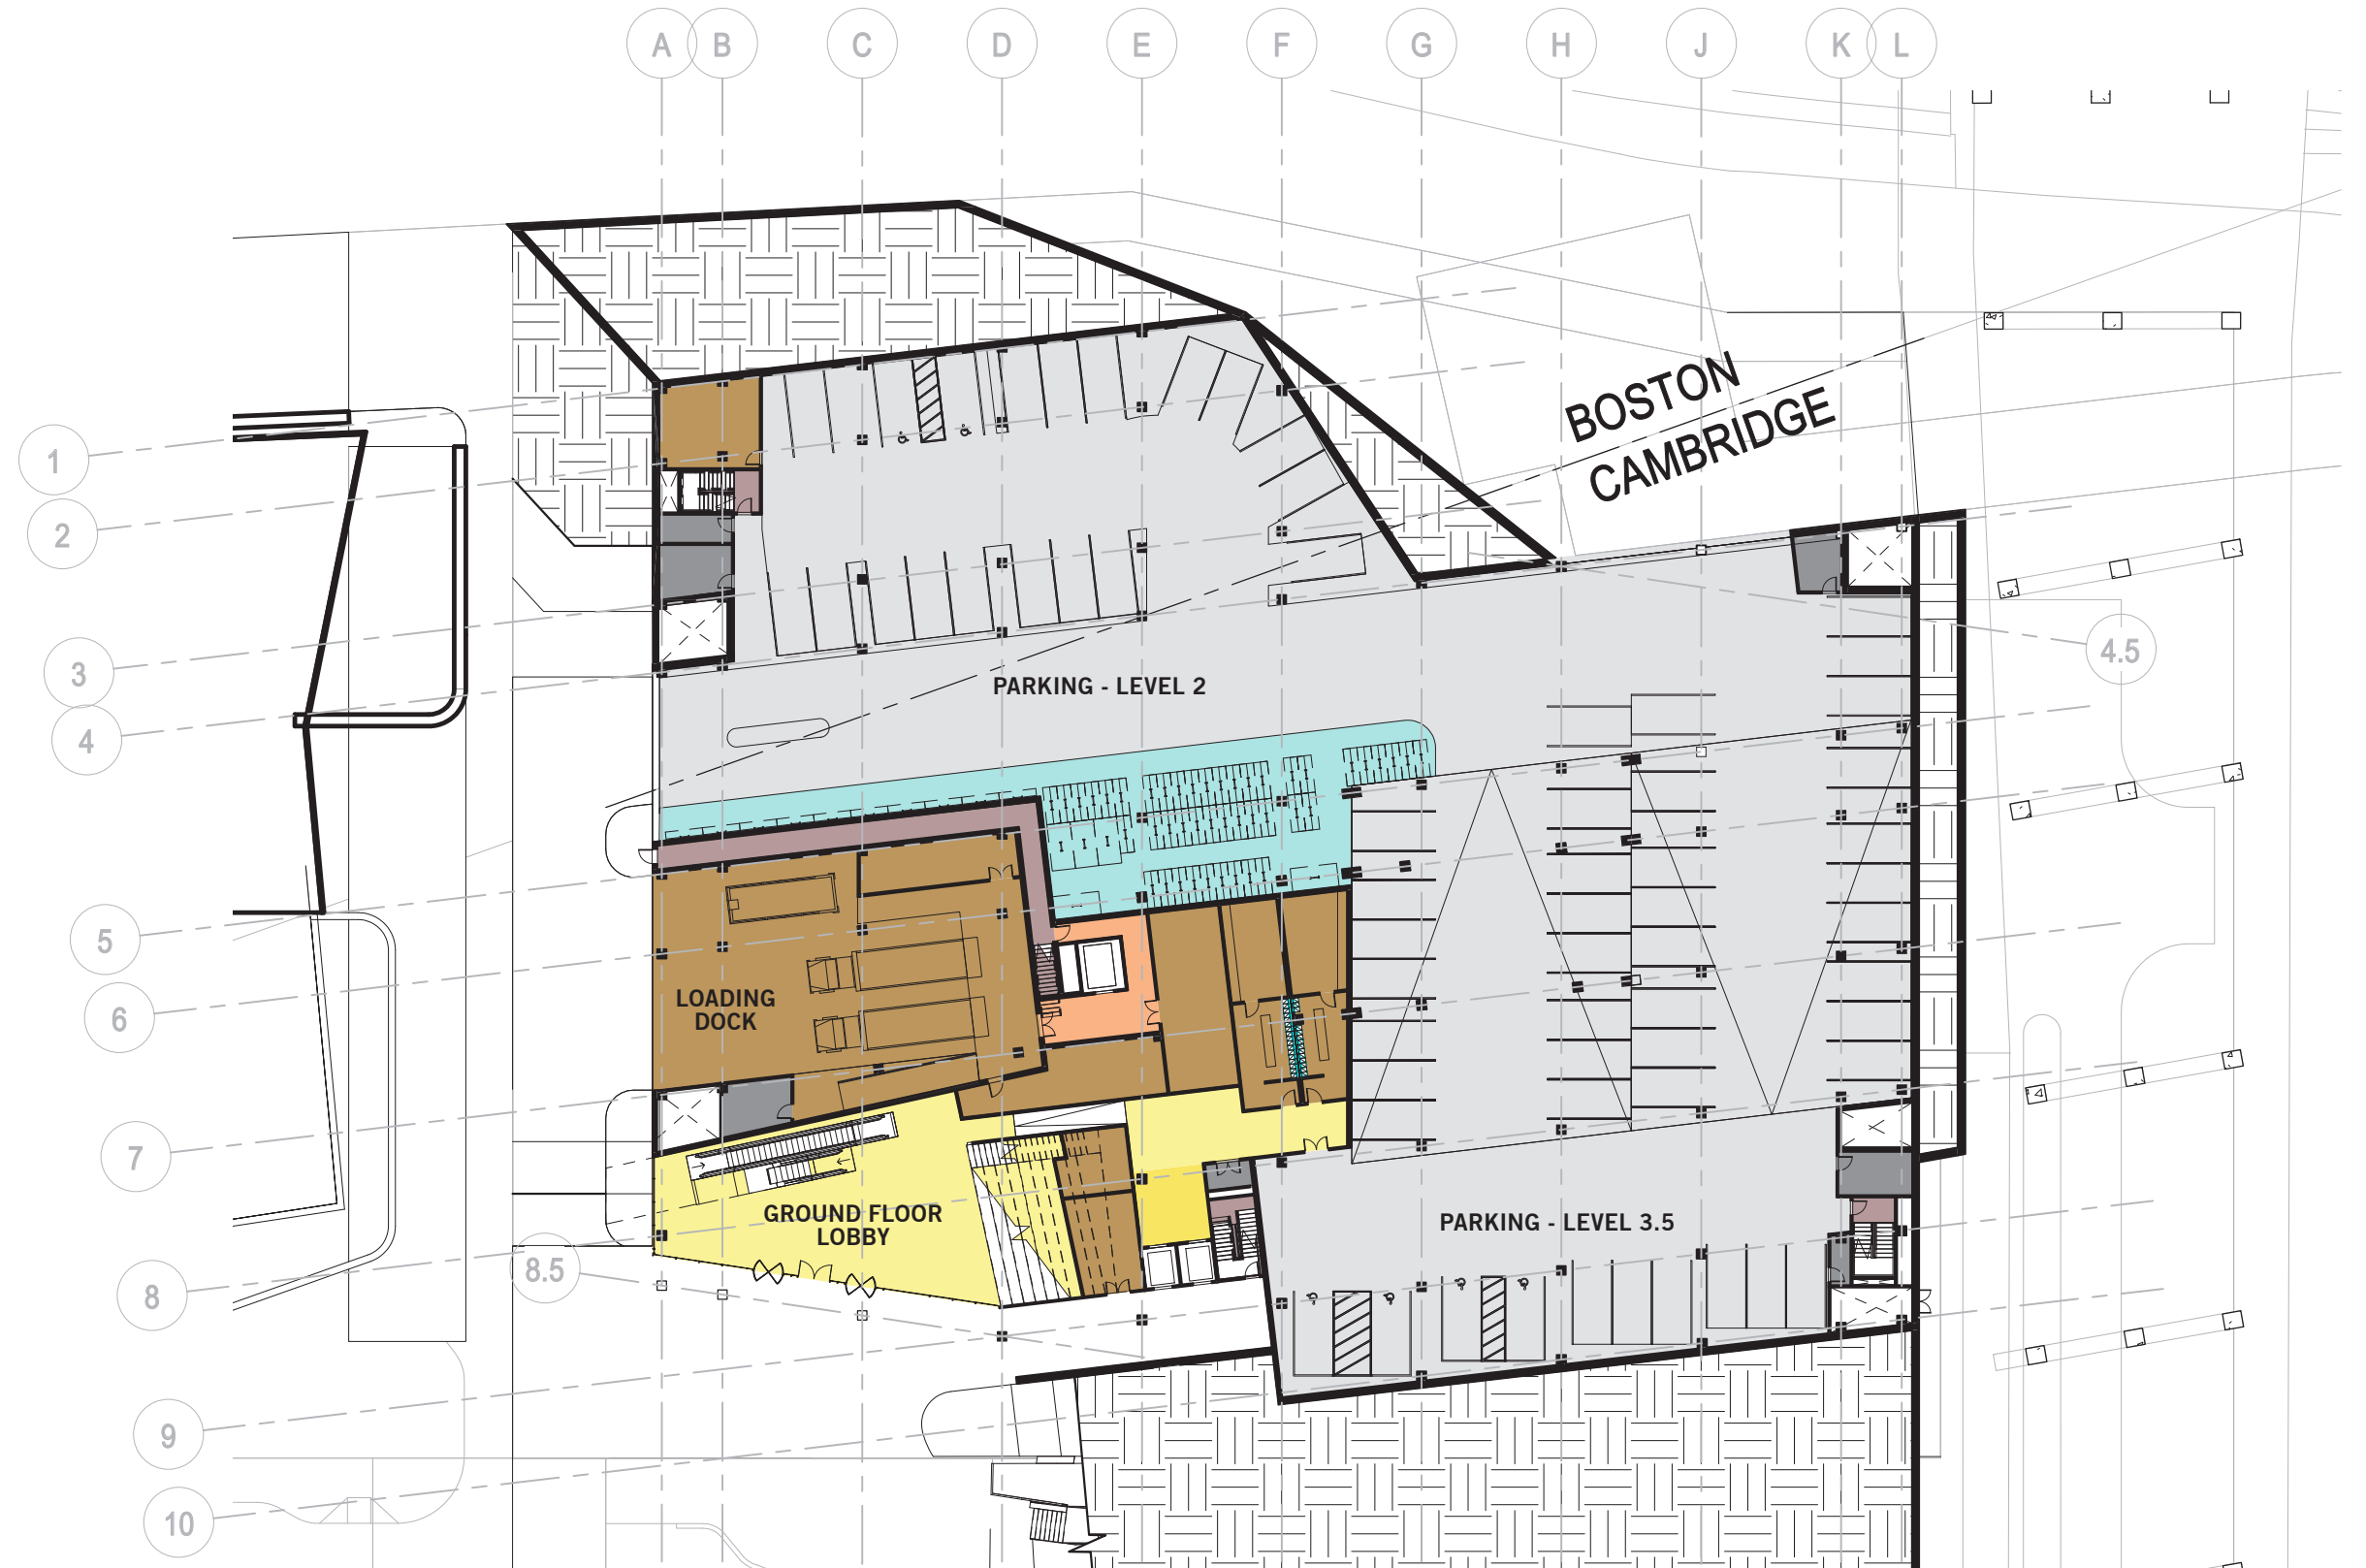 A B C D E F G H J K L
BOSTON
CAMBRIDGE
1
2
3
4
4.5
PARKING - LEVEL 2
5
6
LOADING
DOCK
7
GROUND FLOOR
LOBBY
PARKING - LEVEL 3.5
8
8.5
9
10